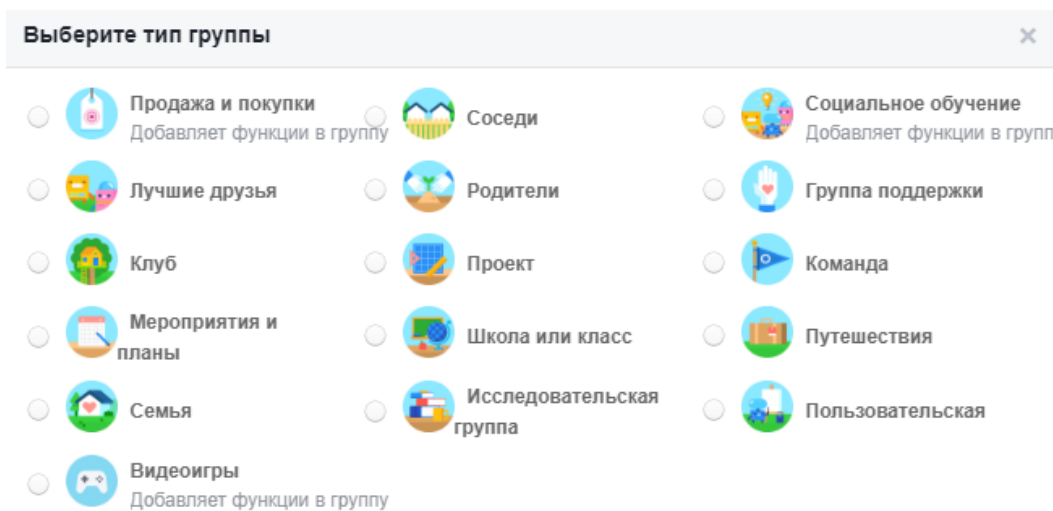 Выберите тип группы
Продажа и покупки
Добавляет функции в группу
Соседи
Социальное обучение
Добавляет функции в групп
Лучшие друзья
Родители
Группа поддержки
Клуб
Проект
Команда
Мероприятия и
планы
Школа или класс
Путешествия
Семья
Исследовательская
группа
Пользовательская
Видеоигры
Добавляет функции в группу